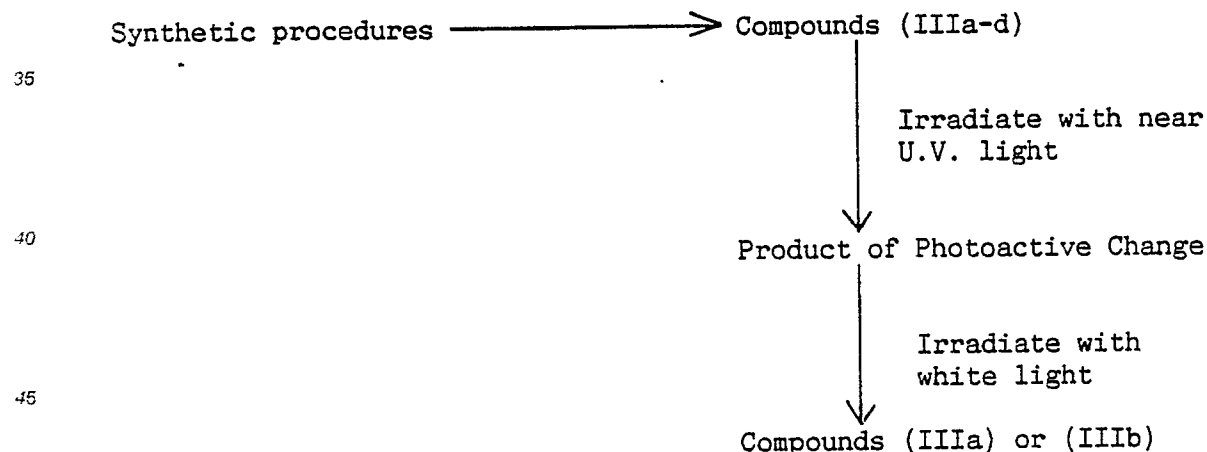 Synthetic procedures Compounds (IIIa-d)
35
Irradiate with near
U.V. light
40
Product of Photoactive Change
Irradiate with
white light
45
Compounds (IIIa) or (IIIb)